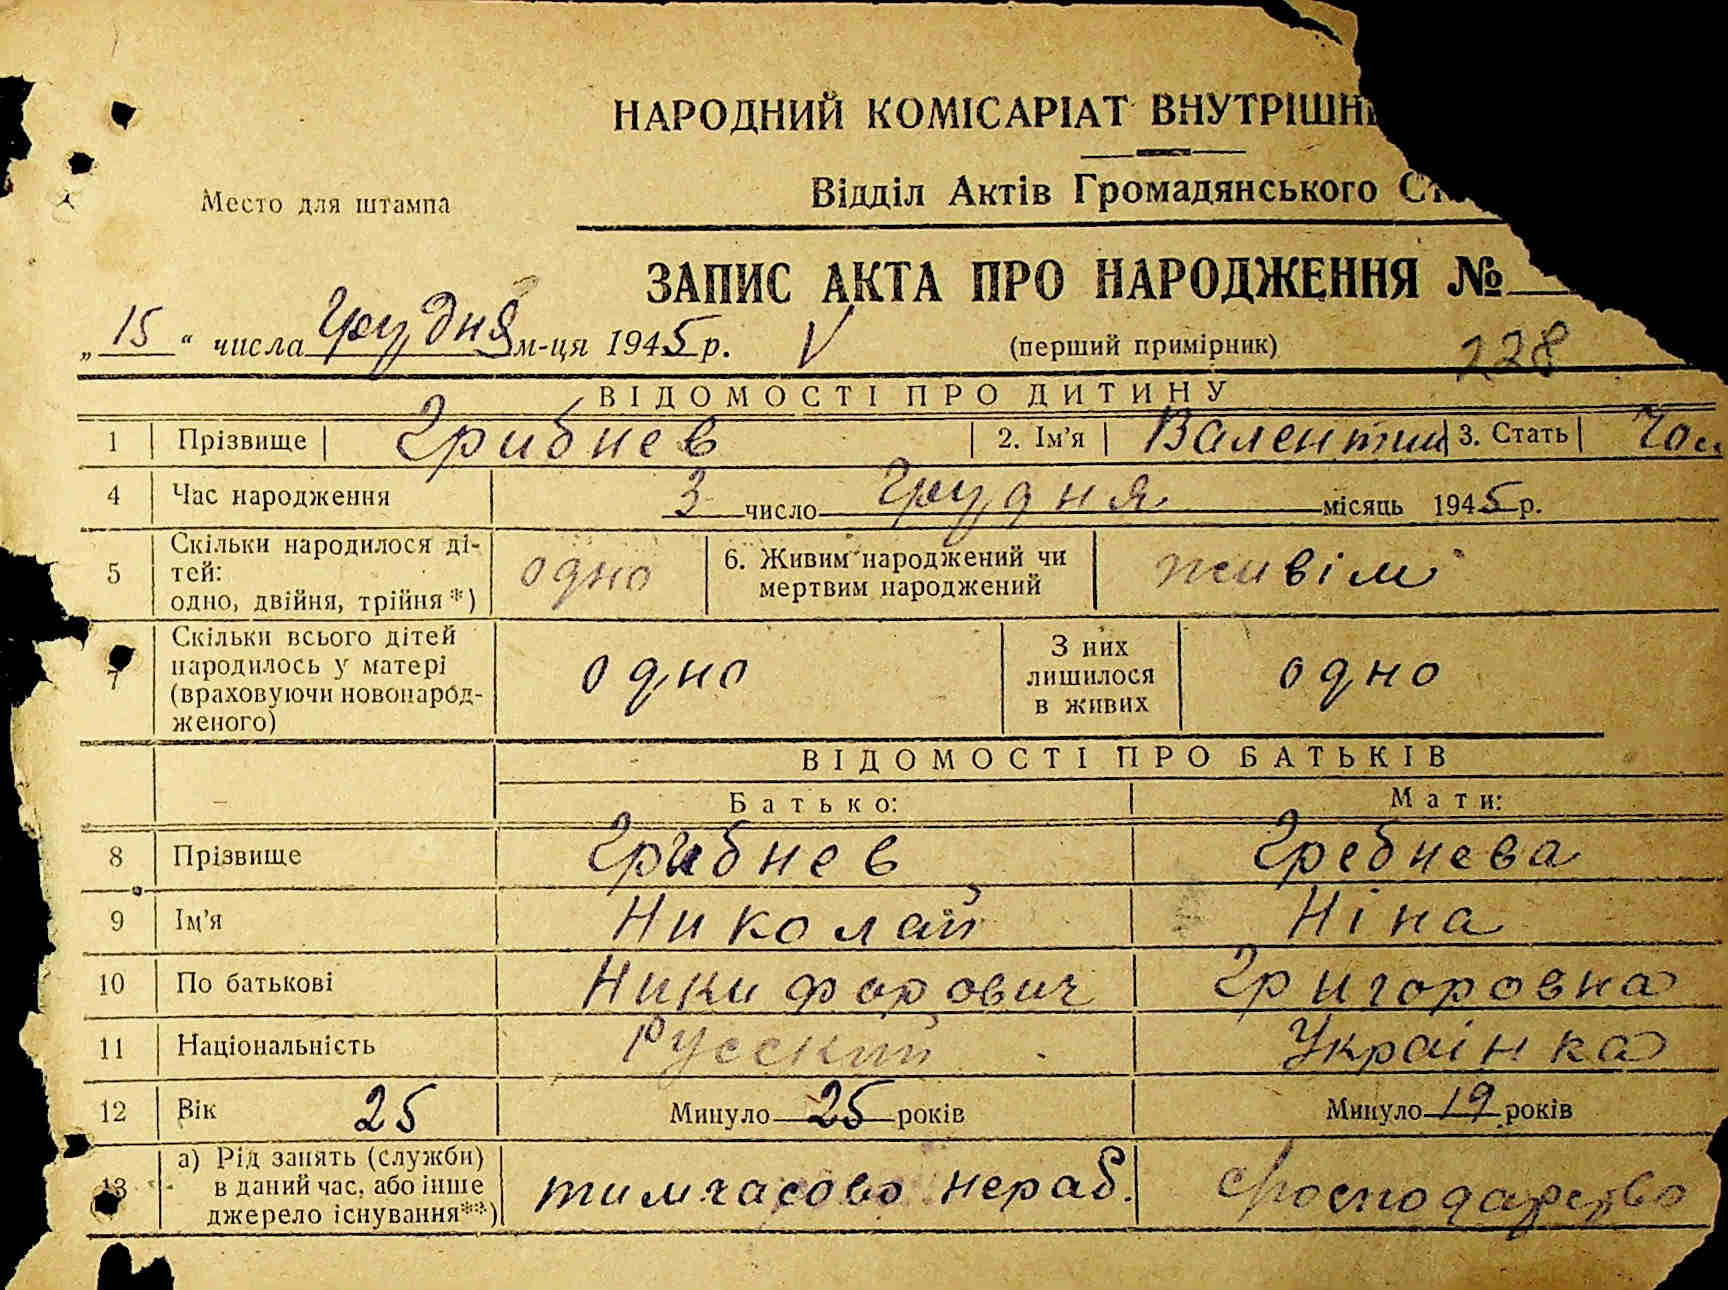 НАРОДНИЙ КОМІСАРІАТ ВНУТРІШН
Відділ Актів Громадянського Ст
Место для штампа
ЗАПИС АКТА ПРО НАРОДЖЕННЯ №
„15“ числа Грудня м-ця 1945 р. V (перший примірник) 228
ВІДОМОСТІ ПРО ДИТИНУ
1 Прізвище Грибнев 2. Ім'я Валентин 3. Стать Чол
4 Час народження 3 число Грудня місяць 1945 р.
5 Скільки народилося ді-
тей:
одно, двійня, трійня*) одно 6. Живим народжений чи
мертвим народжений живім
7 Скільки всього дітей
народилось у матері
(враховуючи новонарод-
женого) одно З них
лишилося
в живих одно
ВІДОМОСТІ ПРО БАТЬКІВ
Батько: Мати:
8 Прізвище Грибнев Гребнева
9 Ім'я Николай Ніна
10 По батькові Никифорович Григоровна
11 Національність Русский Українка
12 Вік 25 Минуло 25 років Минуло 19 років
13 а) Рід занять (служби)
в даний час, або інше
джерело існування**) тимчасово нераб.